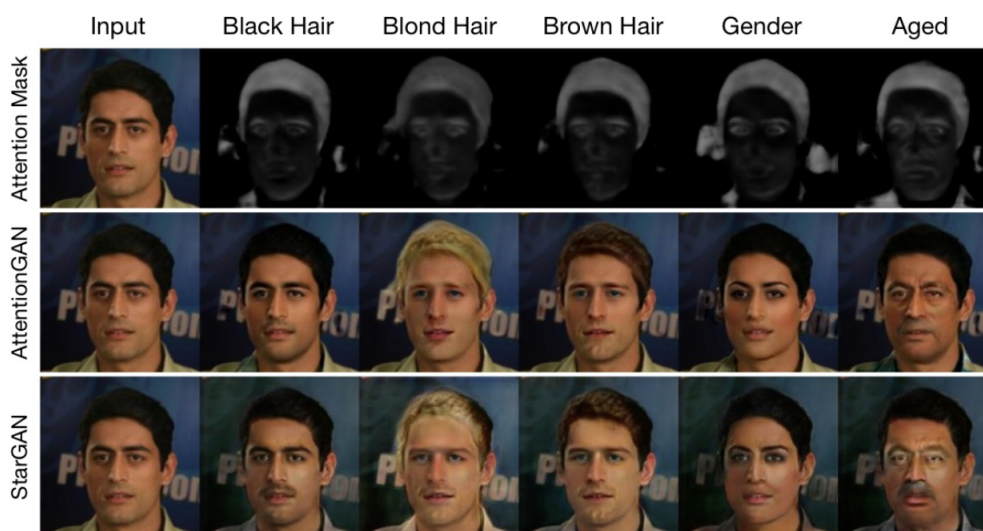 Input Black Hair Blond Hair Brown Hair Gender Aged
Attention Mask
AttentionGAN
StarGAN